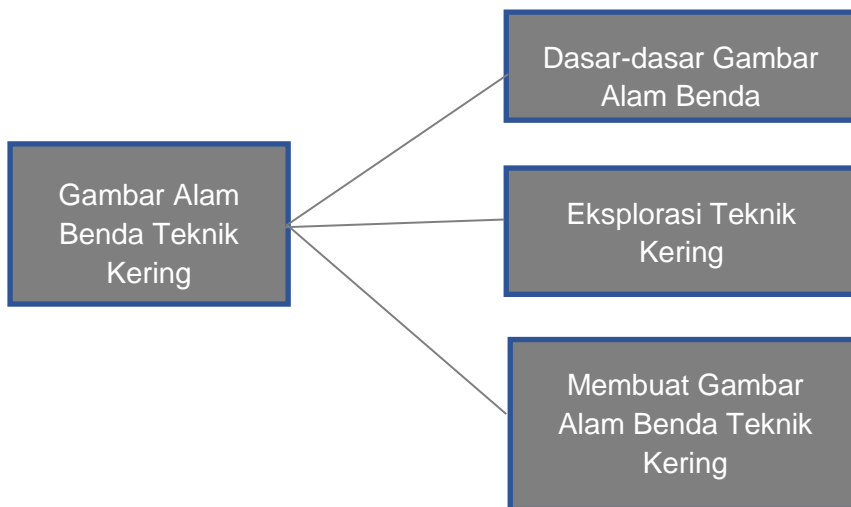 Gambar Alam
Benda Teknik
Kering
Dasar-dasar Gambar
Alam Benda
Eksplorasi Teknik
Kering
Membuat Gambar
Alam Benda Teknik
Kering